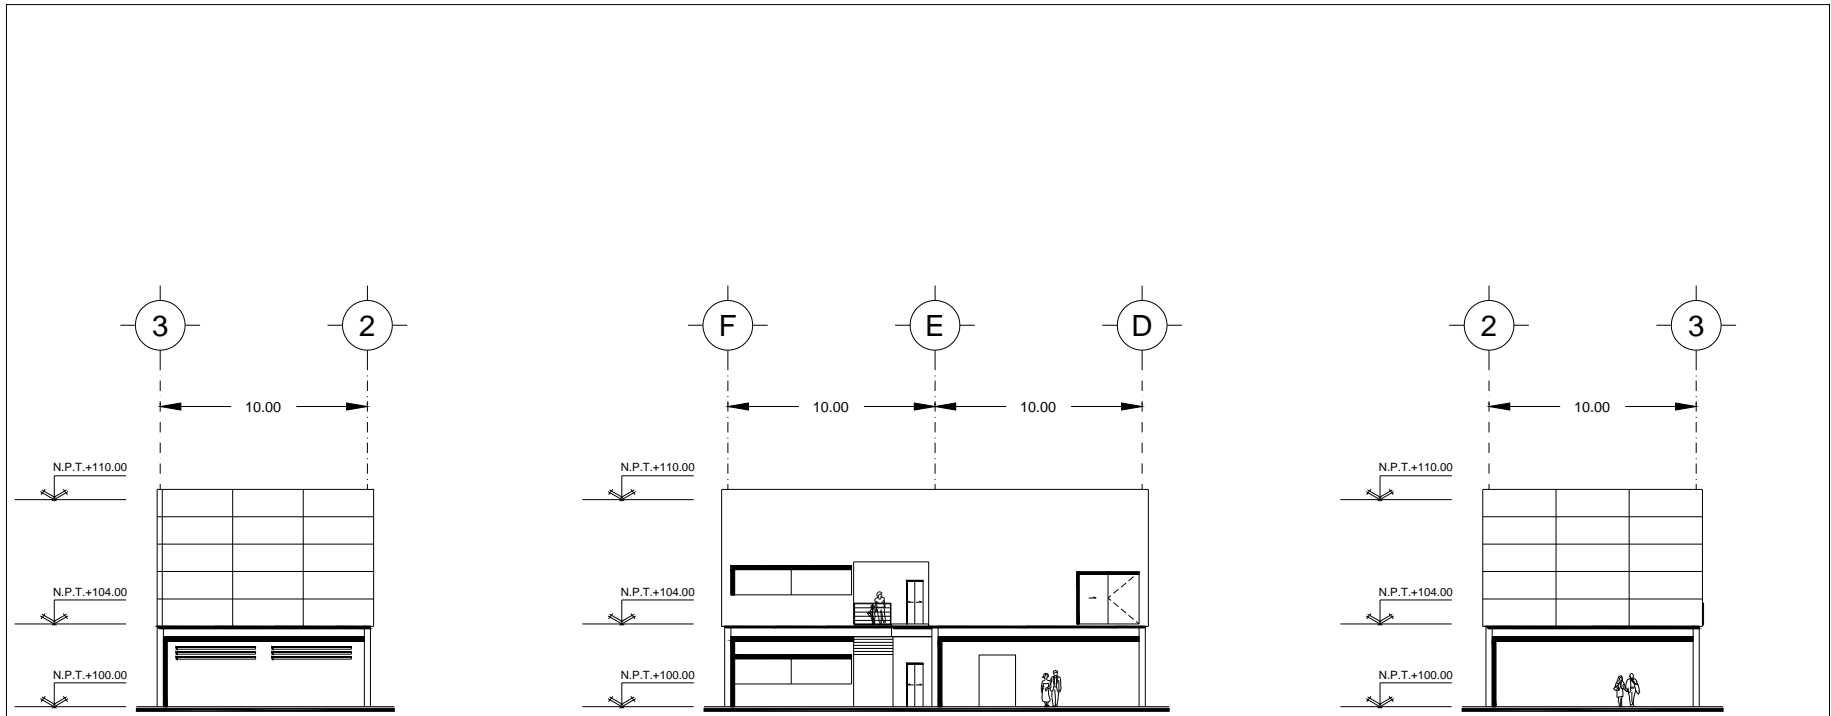 3 2 F E D 2 3
10.00 10.00 10.00 10.00
N.P.T.+110.00 N.P.T.+110.00 N.P.T.+110.00
N.P.T.+104.00 N.P.T.+104.00 N.P.T.+104.00
N.P.T.+100.00 N.P.T.+100.00 N.P.T.+100.00